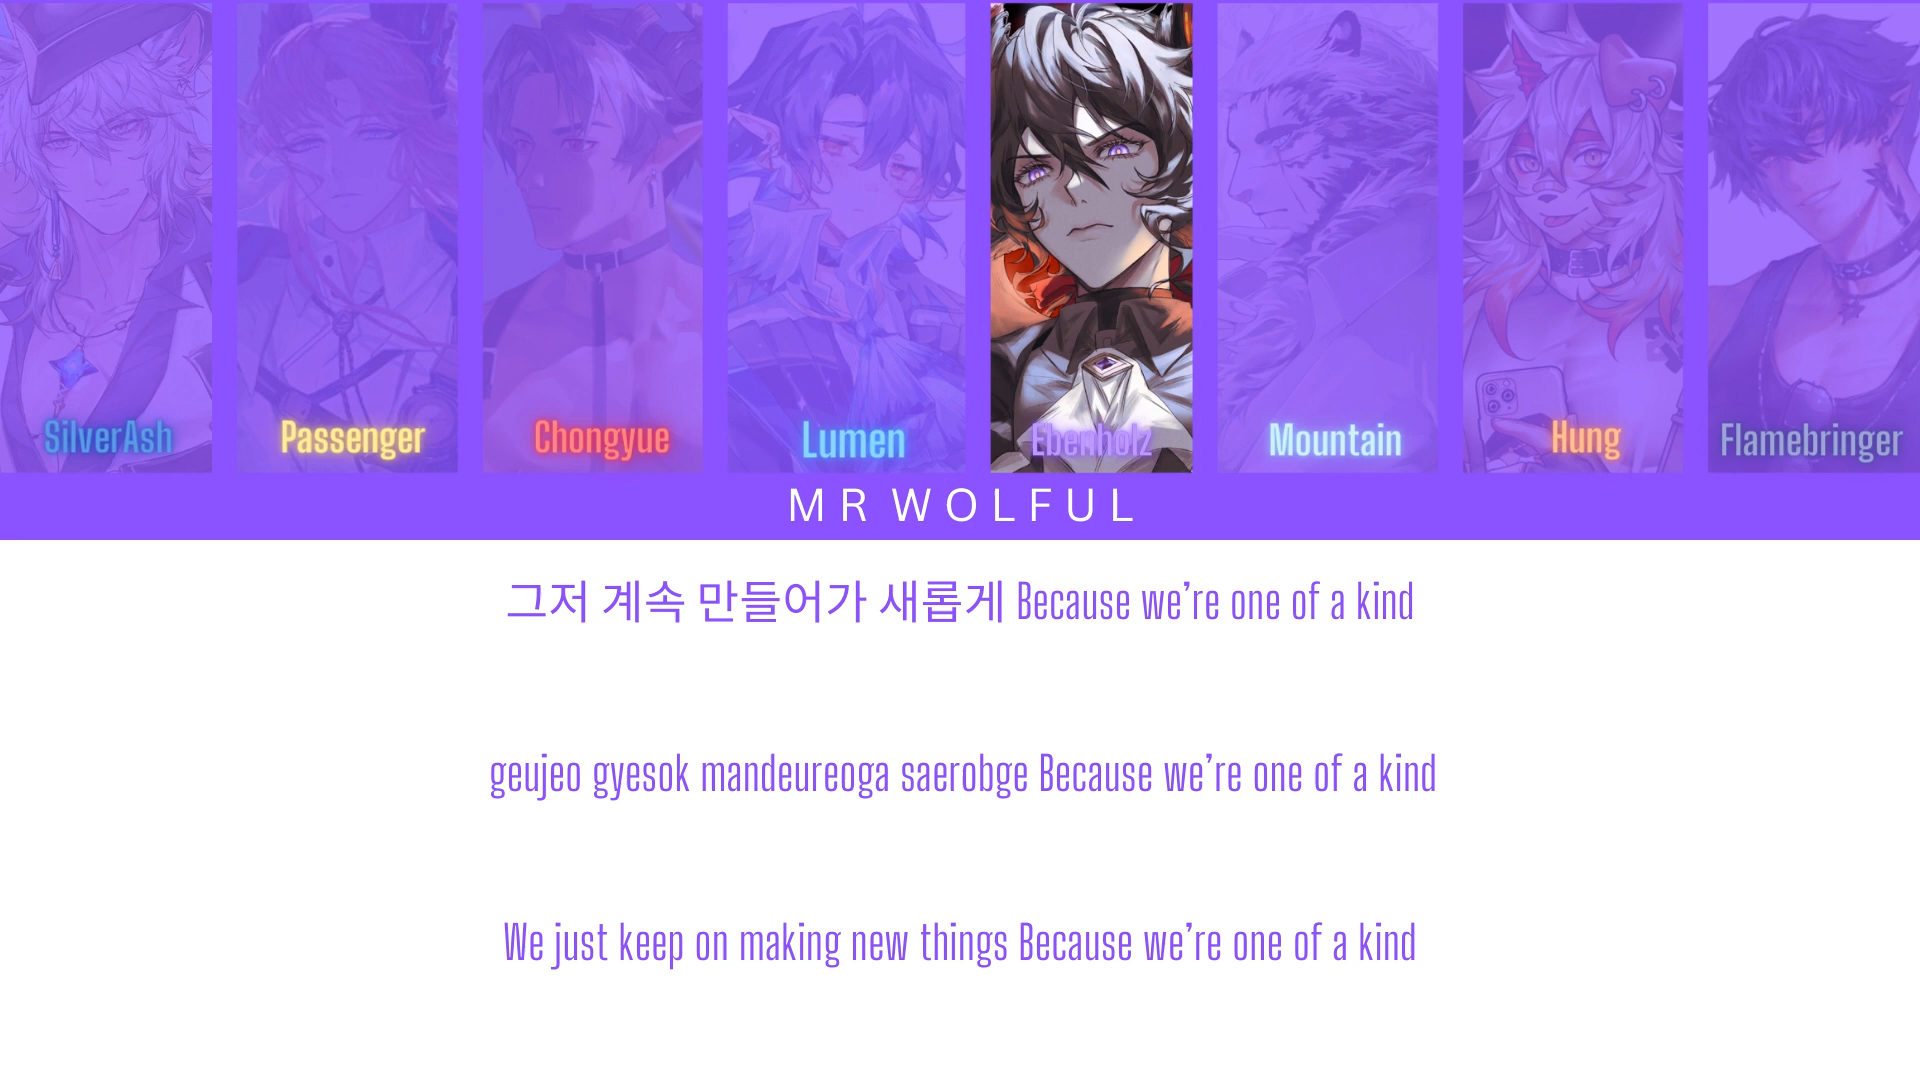 SilverAsh
Passenger
Chongyue
Lumen
Ebenholz
Mountain
Hung
Flamebringer
MR WOLFUL
그저 계속 만들어가 새롭게 Because we’re one of a kind
geujeo gyesok mandeureoga saerobge Because we’re one of a kind
We just keep on making new things Because we’re one of a kind